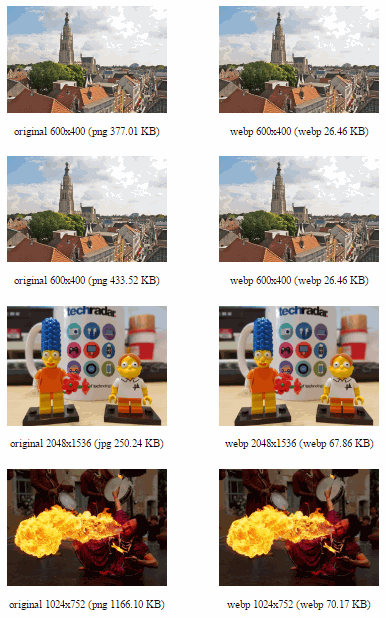 original 600x400 (png 377.01 KB)
webp 600x400 (webp 26.46 KB)
original 600x400 (png 433.52 KB)
webp 600x400 (webp 26.46 KB)
techradar.
techradar.
original 2048x1536 (jpg 250.24 KB)
webp 2048x1536 (webp 67.86 KB)
original 1024x752 (png 1166.10 KB)
webp 1024x752 (webp 70.17 KB)